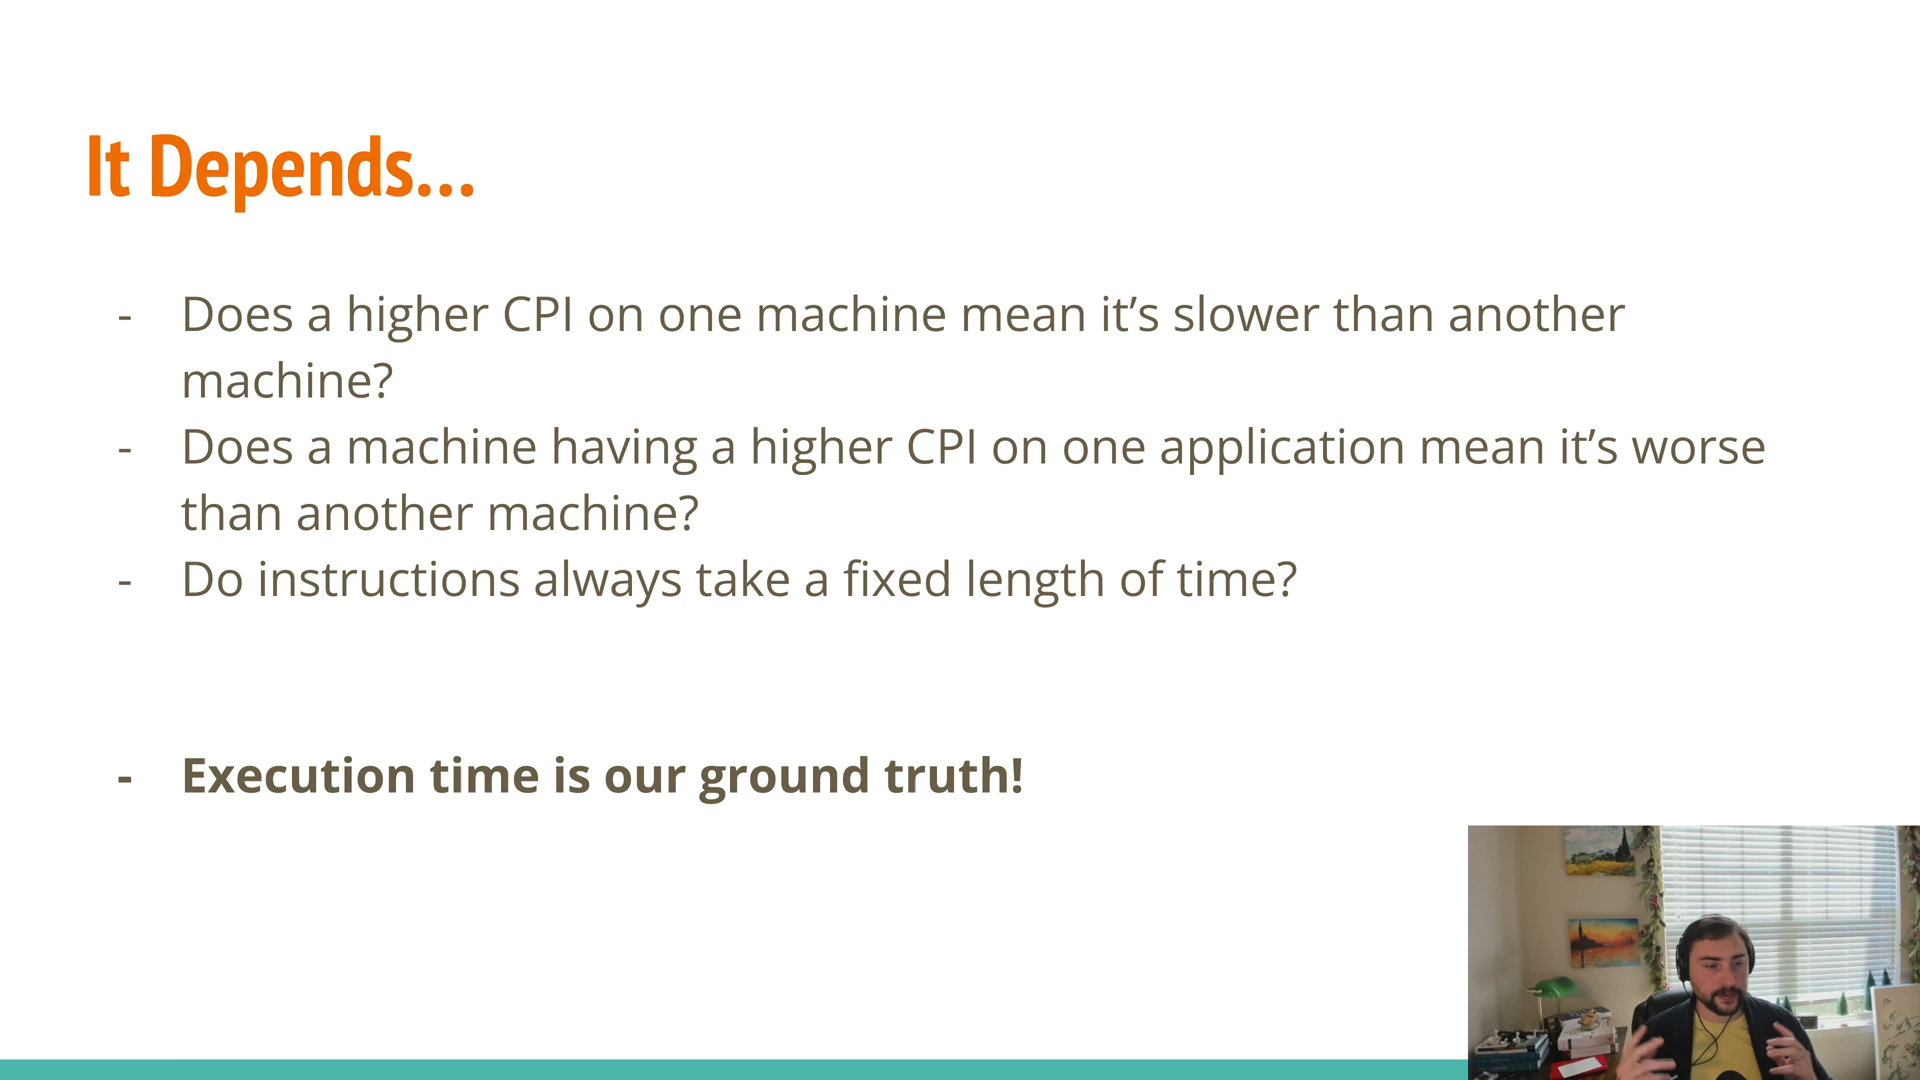 It Depends...
- Does a higher CPI on one machine mean it’s slower than another
machine?
- Does a machine having a higher CPI on one application mean it’s worse
than another machine?
- Do instructions always take a fixed length of time?
- Execution time is our ground truth!